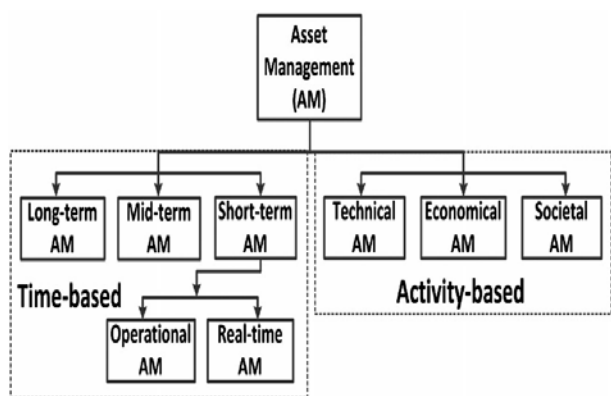 Asset
Management
(AM)
Long-term
AM
Mid-term
AM
Short-term
AM
Technical
AM
Economical
AM
Societal
AM
Time-based
Activity-based
Operational
AM
Real-time
AM